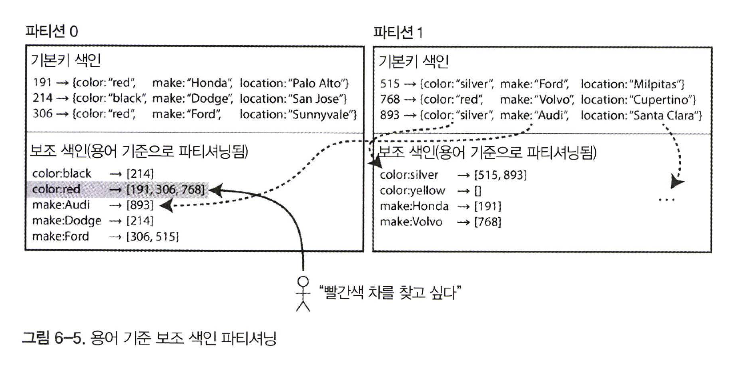 파티션 0
기본키 색인
191 → {color: "red", make: "Honda", location: "Palo Alto"}
214 → {color: "black", make: "Dodge", location: "San Jose"}
306 → {color: "red", make: "Ford", location: "Sunnyvale"}
보조 색인(용어 기준으로 파티셔닝됨)
color:black → [214]
color:red → [191, 306, 768]
make:Audi → [893]
make:Dodge → [214]
make:Ford → [306, 515]
파티션 1
기본키 색인
515 → {color: "silver", make: "Ford", location: "Milpitas"}
768 → {color: "red", make: "Volvo", location: "Cupertino"}
893 → {color: "silver", make: "Audi", location: "Santa Clara"}
보조 색인(용어 기준으로 파티셔닝됨)
color:silver → [515, 893]
color:yellow → []
make:Honda → [191]
make:Volvo → [768]
...
"빨간색 차를 찾고 싶다"
그림 6-5. 용어 기준 보조 색인 파티셔닝